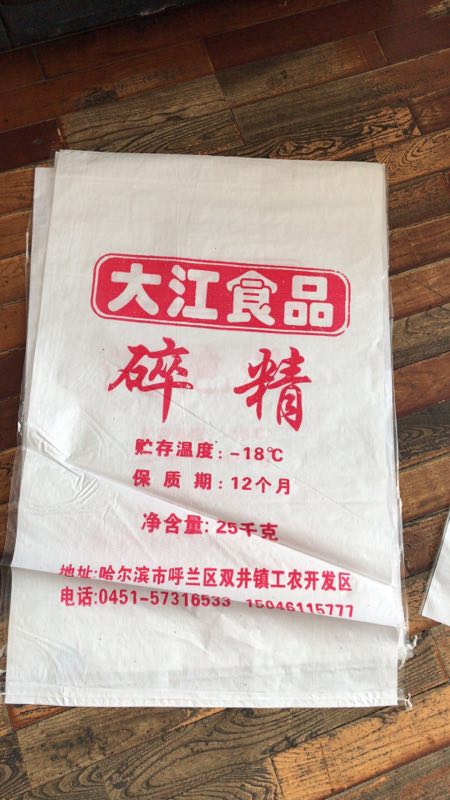 大江食品
碎精
贮存温度：-18℃
保质期：12个月
净含量：25千克
地址：哈尔滨市呼兰区双井镇工农开发区
电话：0451-57316533 15046115777